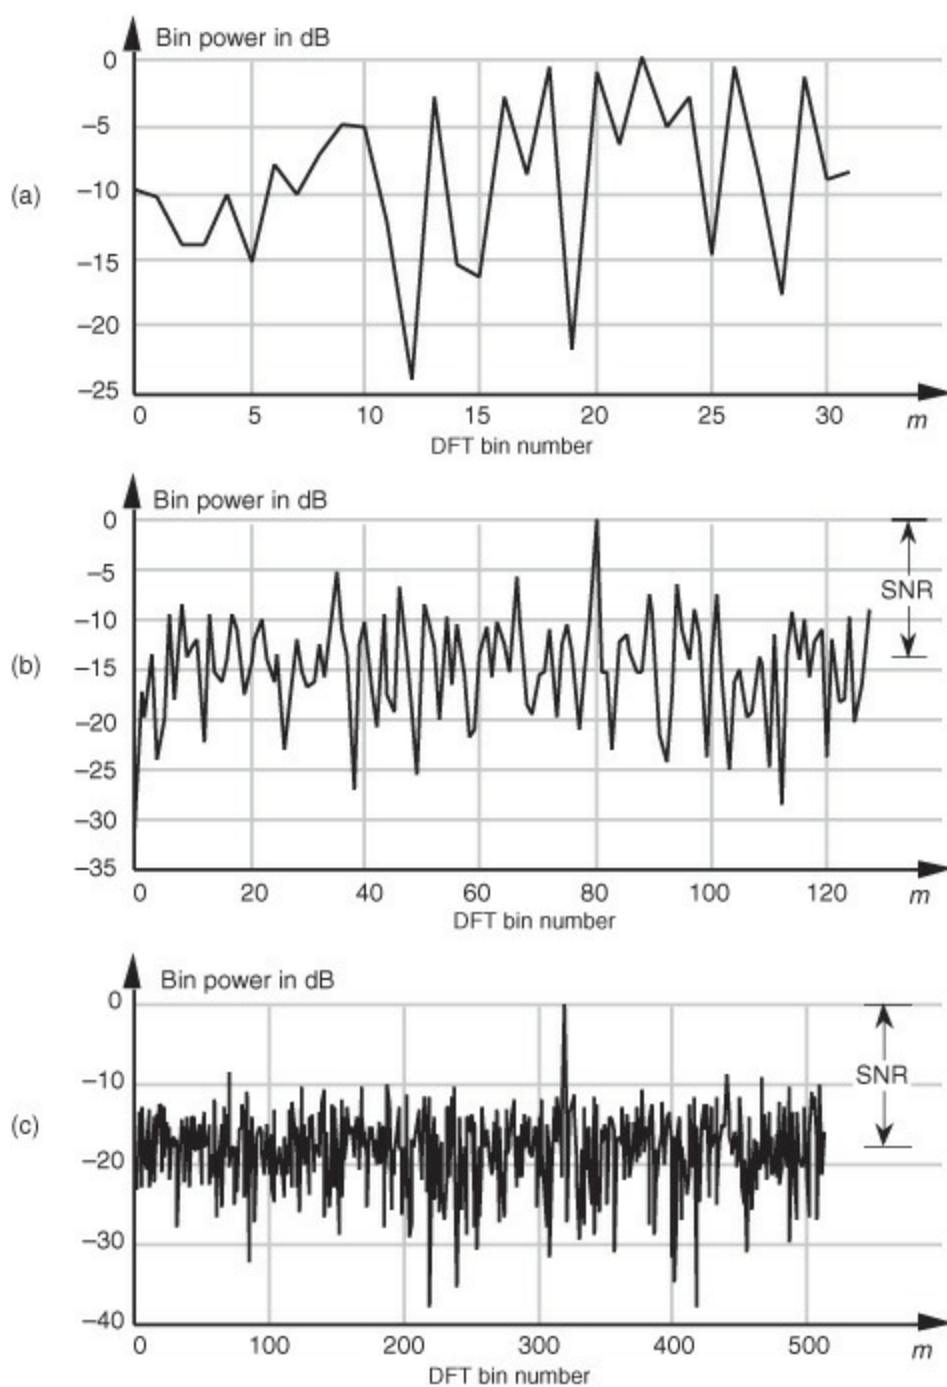 Bin power in dB
0
–5
–10
(a)
–15
–20
–25
0 5 10 15 20 25 30 m
DFT bin number
Bin power in dB
0
–5
SNR
–10
(b)
–15
–20
–25
–30
–35
0 20 40 60 80 100 120 m
DFT bin number
Bin power in dB
0
–10
SNR
(c)
–20
–30
–40
0 100 200 300 400 500 m
DFT bin number